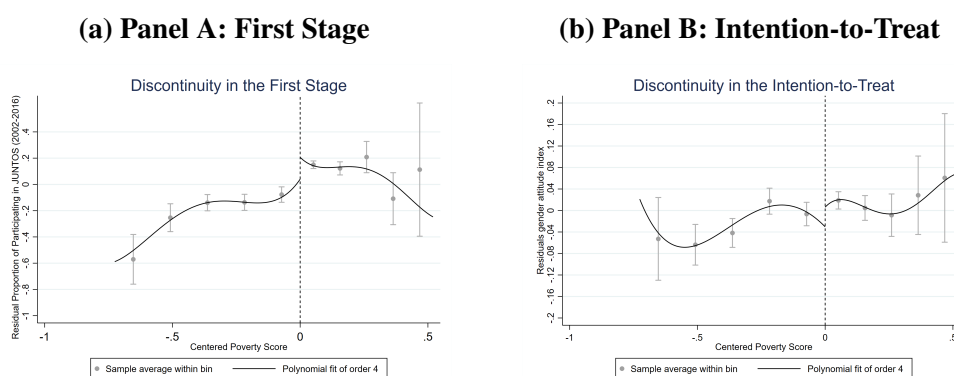 (a) Panel A: First Stage
Discontinuity in the First Stage
Residual Proportion of Participating in JUNTOS (2002-2016)
.4
.2
0
-.2
-.4
-.6
-.8
-1
-1
-.5
0
.5
Centered Poverty Score
Sample average within bin
Polynomial fit of order 4
(b) Panel B: Intention-to-Treat
Discontinuity in the Intention-to-Treat
Residuals gender attitude index
.2
.16
.12
.08
.04
0
-.04
-.08
-.12
-.16
-.2
-1
-.5
0
.5
Centered Poverty Score
Sample average within bin
Polynomial fit of order 4